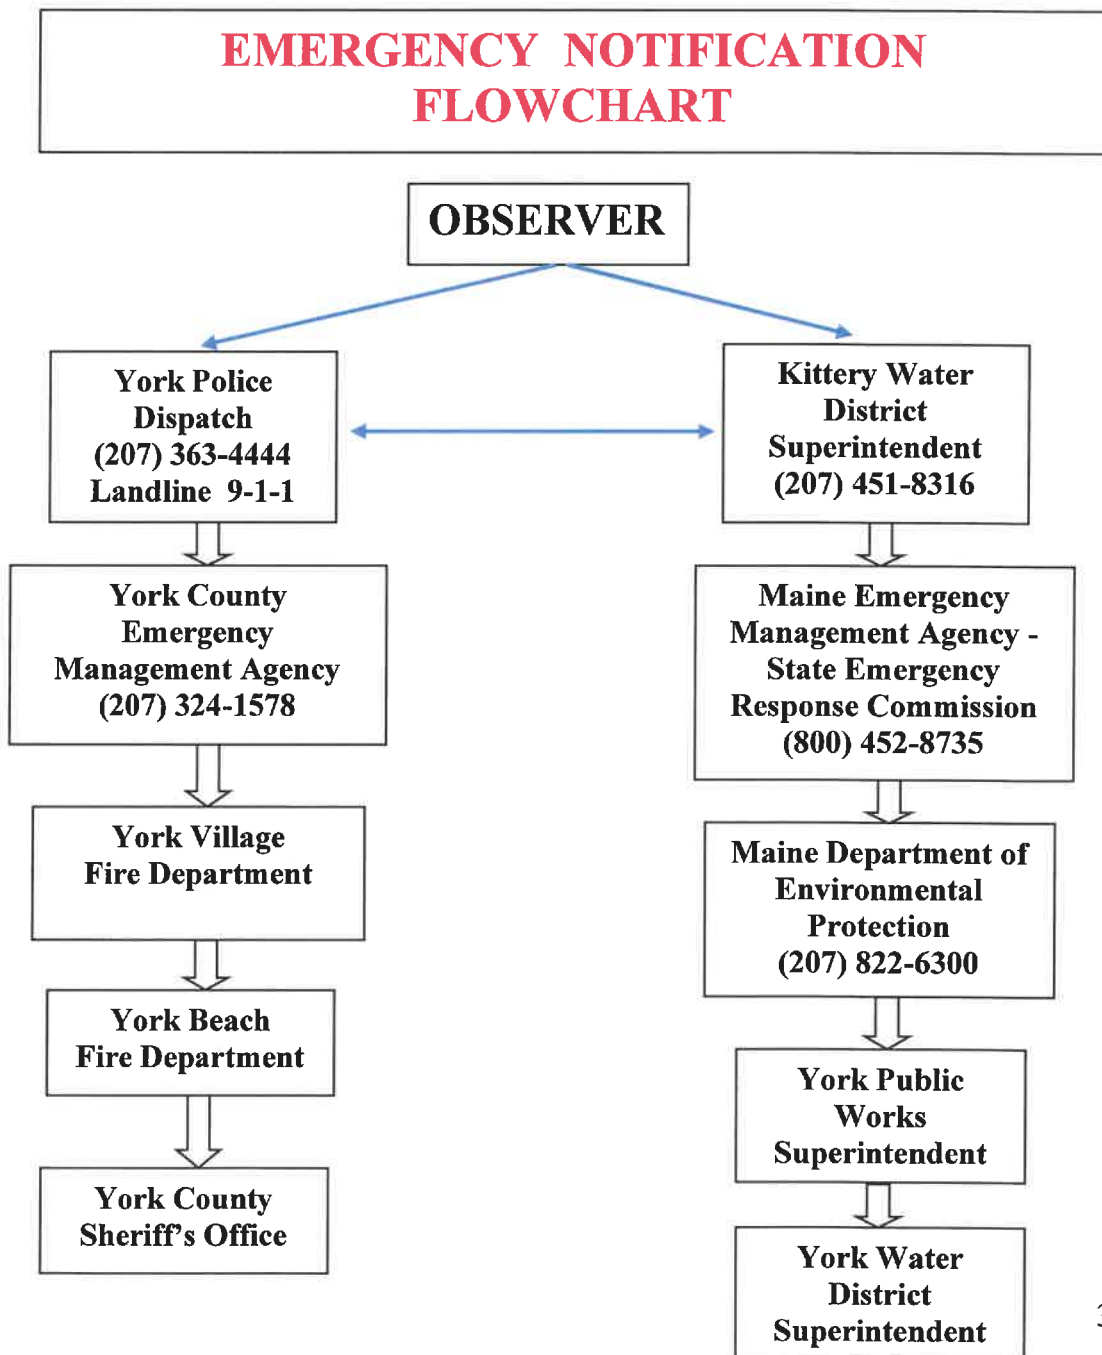 EMERGENCY NOTIFICATION
FLOWCHART
OBSERVER
York Police
Dispatch
(207) 363-4444
Landline 9-1-1
Kittery Water
District
Superintendent
(207) 451-8316
York County
Emergency
Management Agency
(207) 324-1578
Maine Emergency
Management Agency -
State Emergency
Response Commission
(800) 452-8735
York Village
Fire Department
Maine Department of
Environmental
Protection
(207) 822-6300
York Beach
Fire Department
York Public
Works
Superintendent
York County
Sheriff's Office
York Water
District
Superintendent